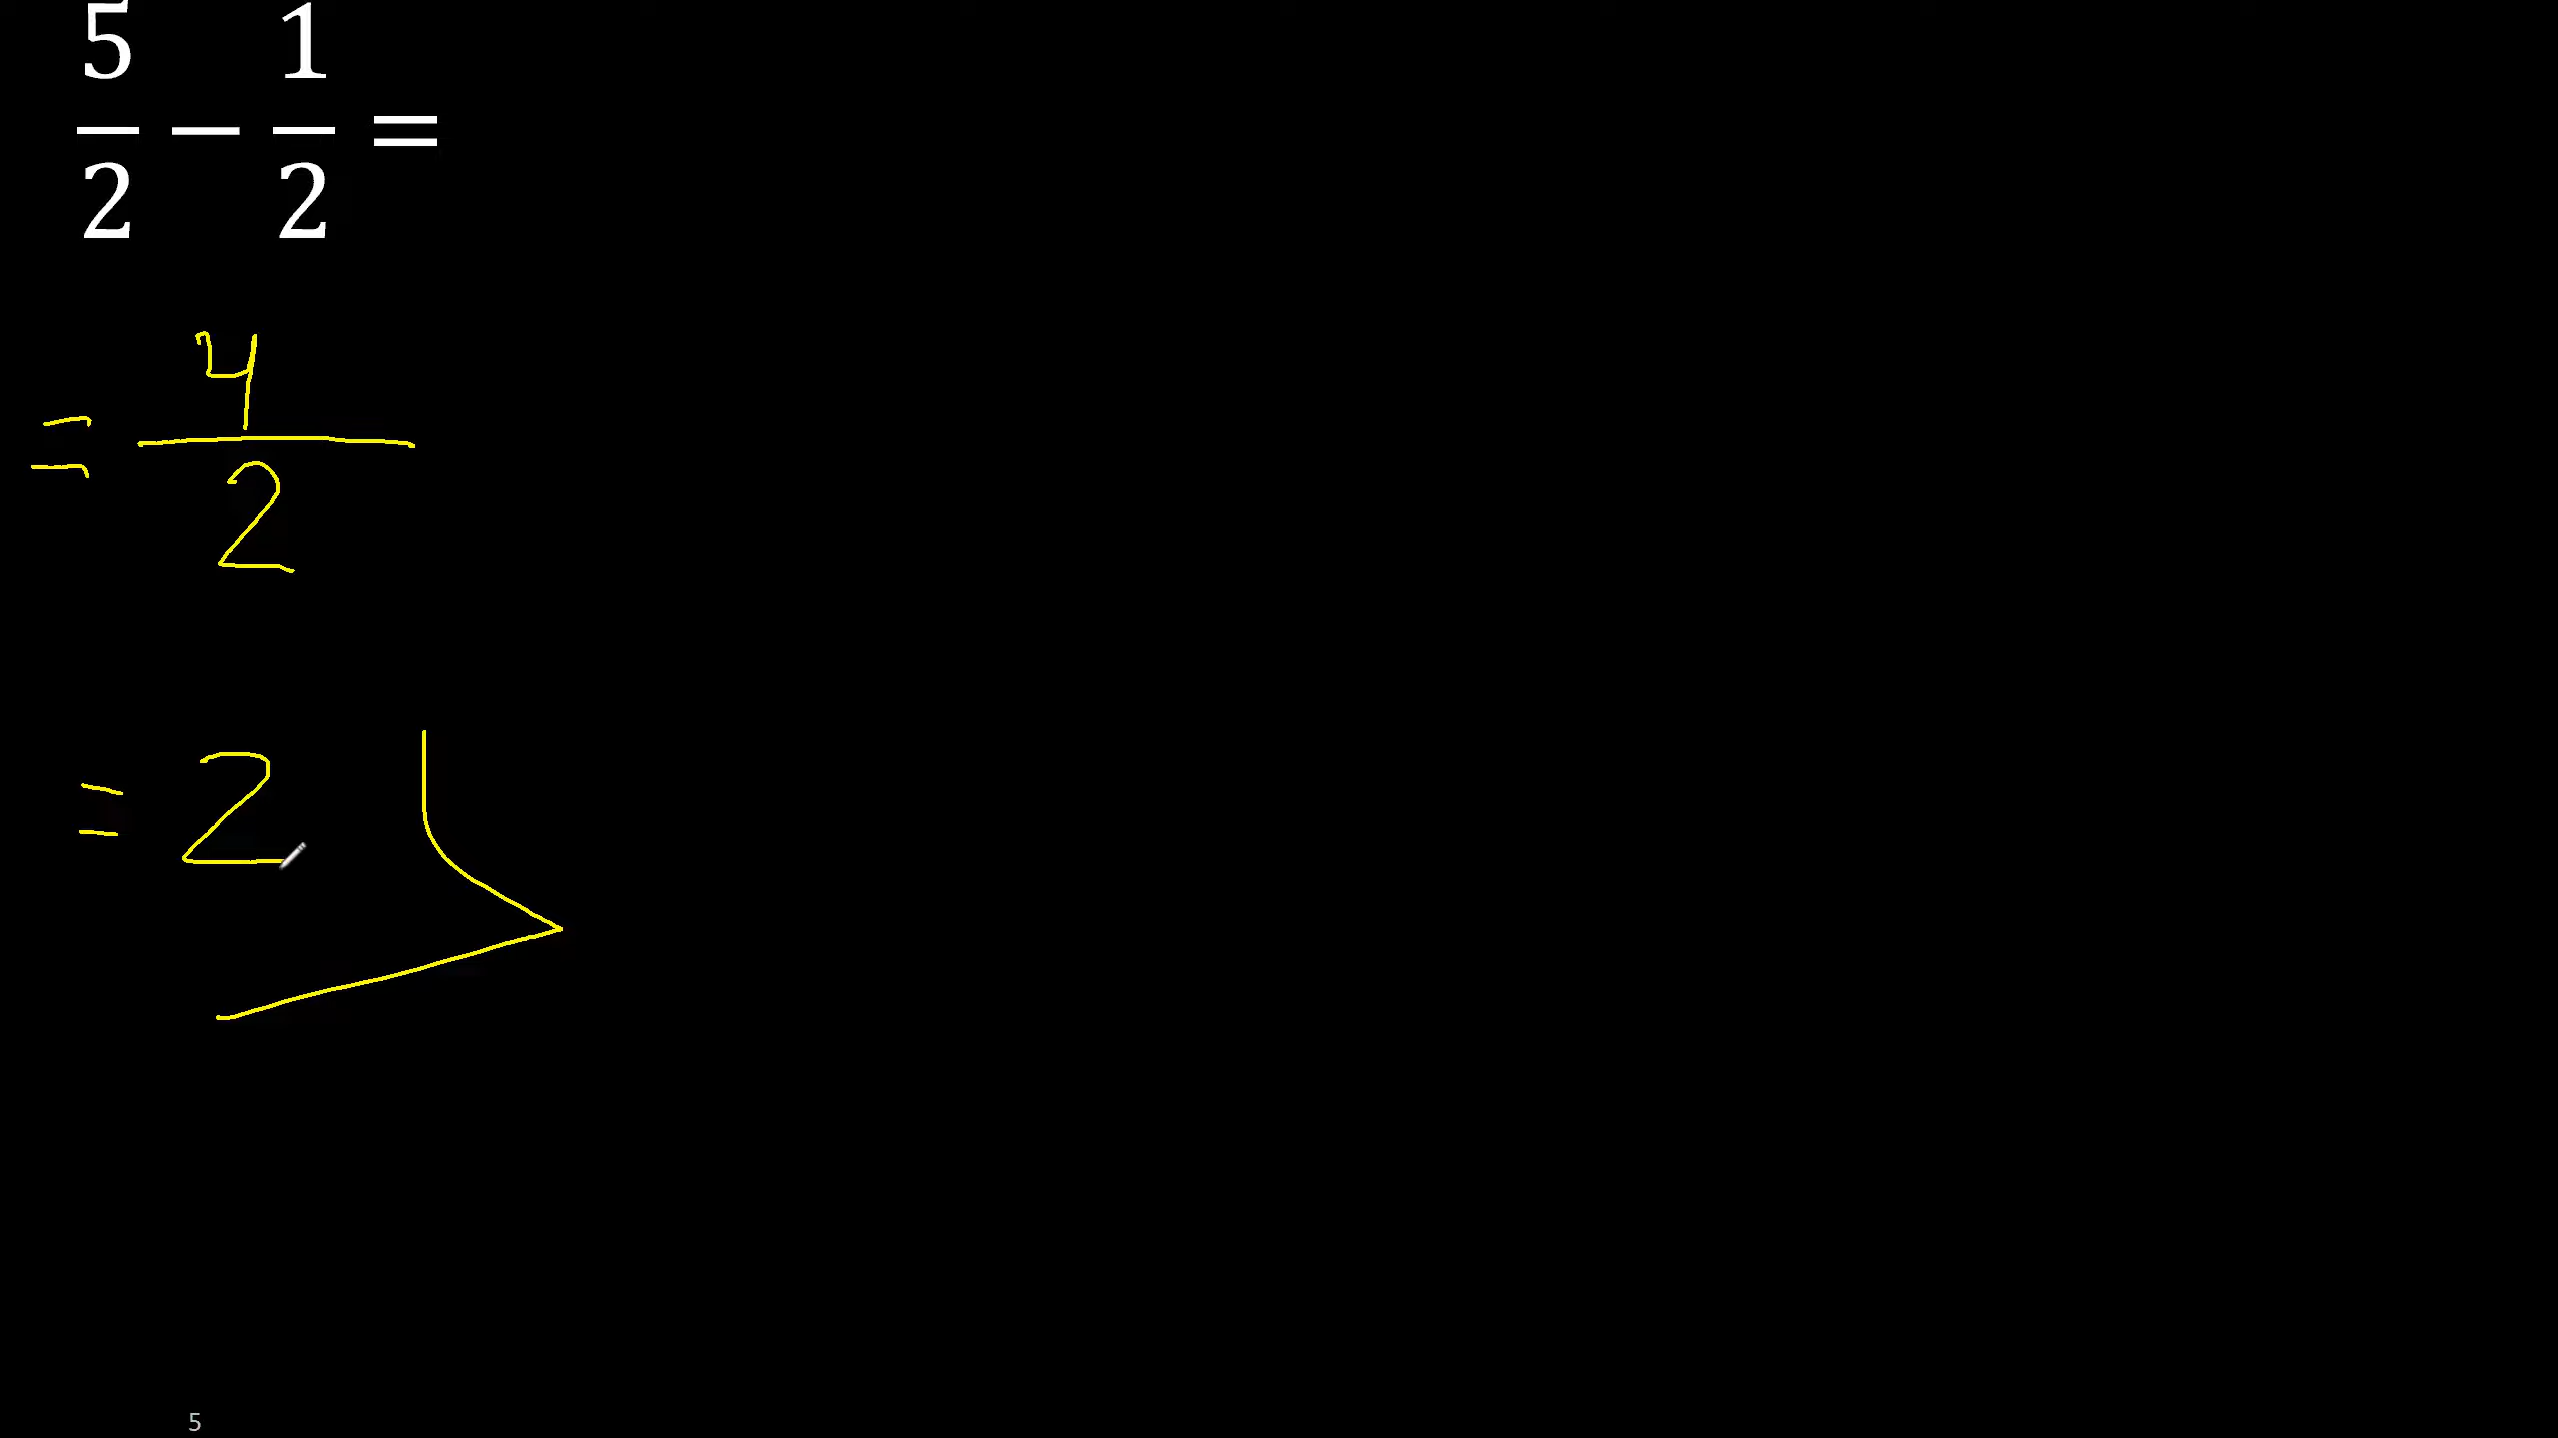 5/2 − 1/2 =
= 4/2
= 2
5